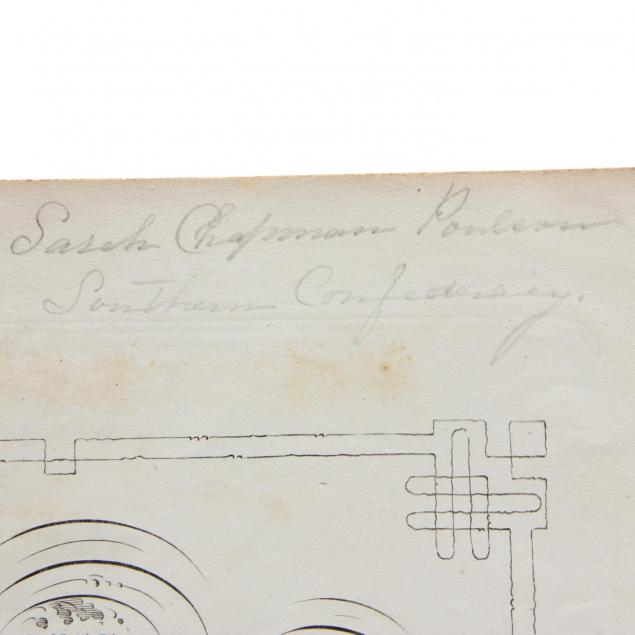 Sarah Chapman Poulson
Southern Confederacy.